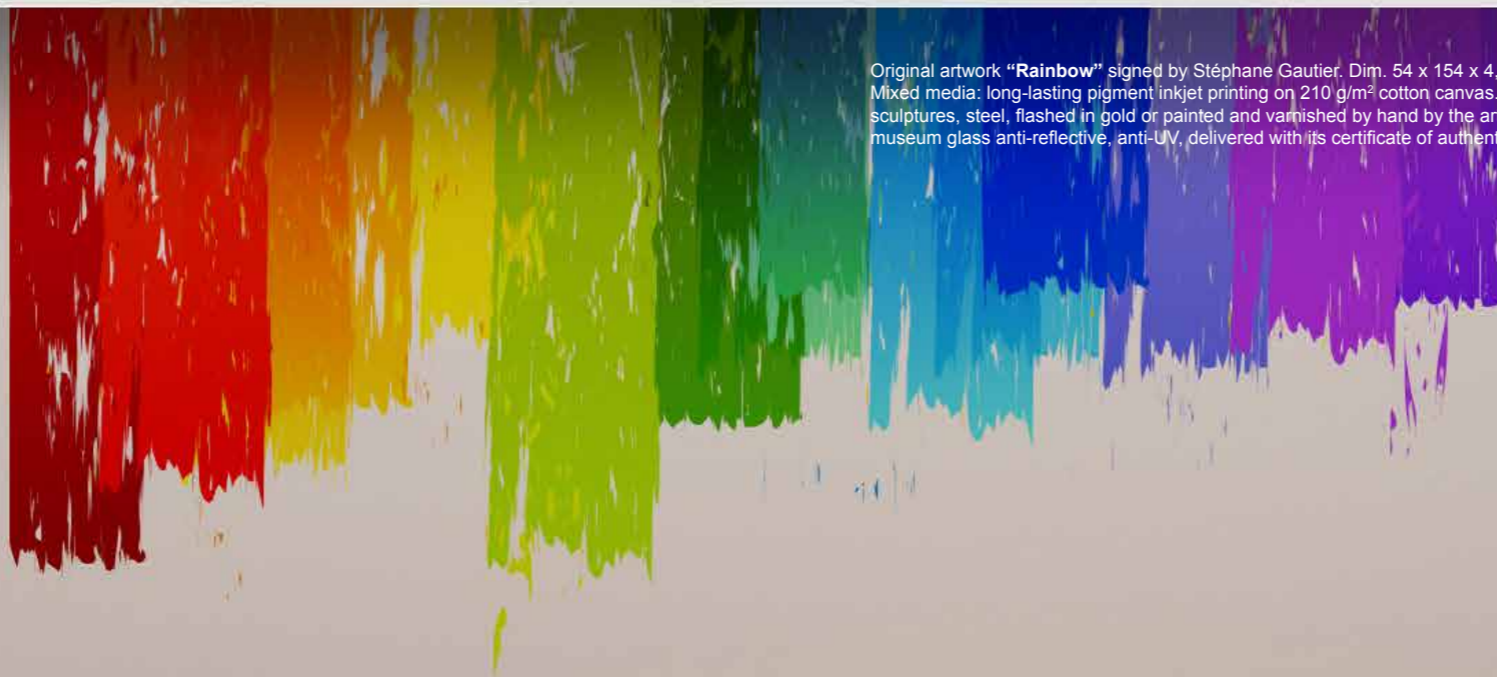 Original artwork “Rainbow” signed by Stéphane Gautier. Dim. 54 x 154 x 4,
Mixed media: long-lasting pigment inkjet printing on 210 g/m² cotton canvas.
sculptures, steel, flashed in gold or painted and varnished by hand by the
museum glass anti-reflective, anti-UV, delivered with its certificate of